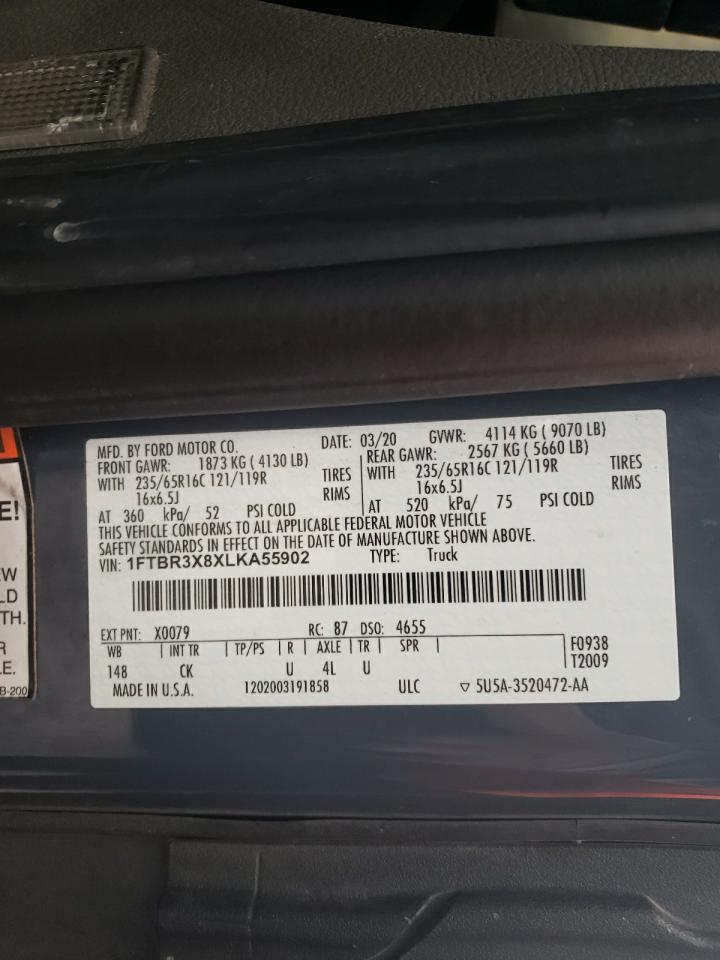 MFD. BY FORD MOTOR CO. DATE: 03/20 GVWR: 4114 KG ( 9070 LB)
FRONT GAWR: 1873 KG ( 4130 LB) REAR GAWR: 2567 KG ( 5660 LB)
WITH 235/65R16C 121/119R TIRES WITH 235/65R16C 121/119R TIRES
16x6.5J RIMS 16x6.5J RIMS
AT 360 kPa/ 52 PSI COLD AT 520 kPa/ 75 PSI COLD
THIS VEHICLE CONFORMS TO ALL APPLICABLE FEDERAL MOTOR VEHICLE
SAFETY STANDARDS IN EFFECT ON THE DATE OF MANUFACTURE SHOWN ABOVE.
VIN: 1FTBR3X8XLKA55902 TYPE: Truck
EXT PNT: X0079 RC: 87 DSO: 4655
WB INT TR TP/PS R AXLE TR SPR F0938
148 CK U 4L U T2009
MADE IN U.S.A. 1202003191858 ULC ▽ 5U5A-3520472-AA
E!
EW
LD
TH.
R
LE.
B-200